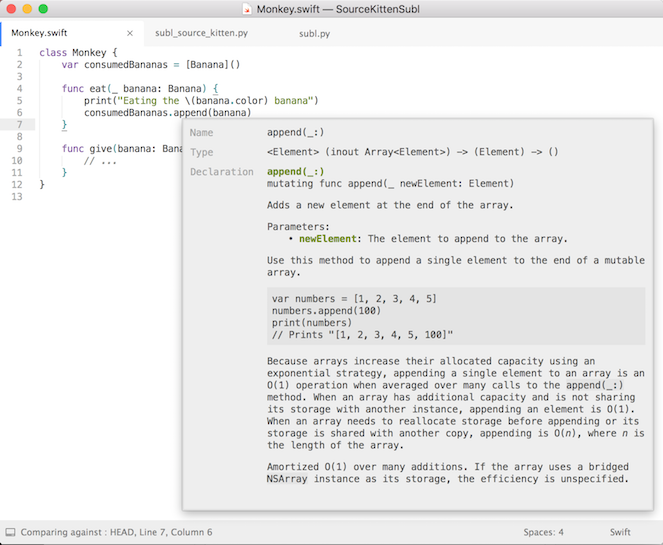 Monkey.swift — SourceKittenSubl
Monkey.swift × subl_source_kitten.py subl.py
1 class Monkey {
2 var consumedBananas = [Banana]()
3
4 func eat(_ banana: Banana) {
5 print("Eating the \(banana.color) banana")
6 consumedBananas.append(banana)
7 }
8
9 func give(banana: Bana
10 // ...
11 }
12 }
13
Name append(_:)
Type <Element> (inout Array<Element>) -> (Element) -> ()
Declaration append(_:)
mutating func append(_ newElement: Element)
Adds a new element at the end of the array.
Parameters:
• newElement: The element to append to the array.
Use this method to append a single element to the end of a mutable
array.
var numbers = [1, 2, 3, 4, 5]
numbers.append(100)
print(numbers)
// Prints "[1, 2, 3, 4, 5, 100]"
Because arrays increase their allocated capacity using an
exponential strategy, appending a single element to an array is an
O(1) operation when averaged over many calls to the append(_:)
method. When an array has additional capacity and is not sharing
its storage with another instance, appending an element is O(1).
When an array needs to reallocate storage before appending or its
storage is shared with another copy, appending is O(n), where n is
the length of the array.
Amortized O(1) over many additions. If the array uses a bridged
NSArray instance as its storage, the efficiency is unspecified.
Comparing against : HEAD, Line 7, Column 6 Spaces: 4 Swift